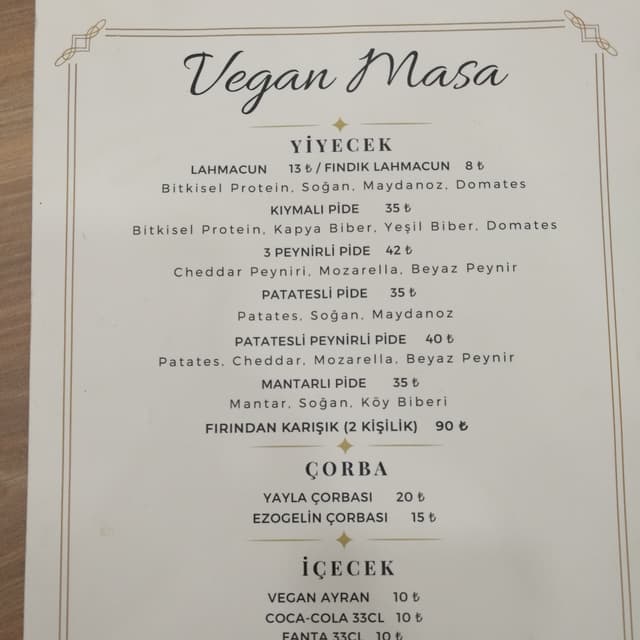 Vegan Masa
YİYECEK
LAHMACUN 13 ₺ / FINDIK LAHMACUN 8 ₺
Bitkisel Protein, Soğan, Maydanoz, Domates
KIYMALI PİDE 35 ₺
Bitkisel Protein, Kapya Biber, Yeşil Biber, Domates
3 PEYNİRLİ PİDE 42 ₺
Cheddar Peyniri, Mozarella, Beyaz Peynir
PATATESLİ PİDE 35 ₺
Patates, Soğan, Maydanoz
PATATESLİ PEYNİRLİ PİDE 40 ₺
Patates, Cheddar, Mozarella, Beyaz Peynir
MANTARLI PİDE 35 ₺
Mantar, Soğan, Köy Biberi
FIRINDAN KARIŞIK (2 KİŞİLİK) 90 ₺
ÇORBA
YAYLA ÇORBASI 20 ₺
EZOGELİN ÇORBASI 15 ₺
İÇECEK
VEGAN AYRAN 10 ₺
COCA-COLA 33CL 10 ₺
FANTA 33CL 10 ₺